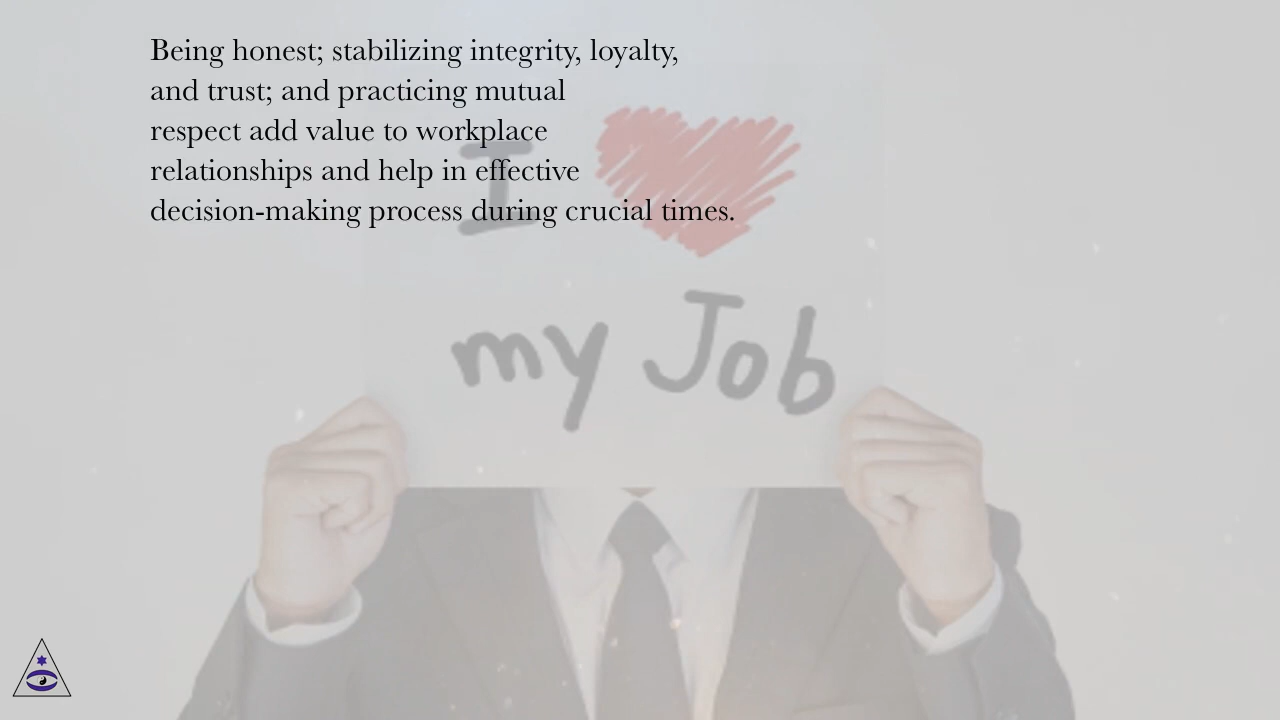 Being honest; stabilizing integrity, loyalty,
and trust; and practicing mutual
respect add value to workplace
relationships and help in effective
decision-making process during crucial times.
I
my Job